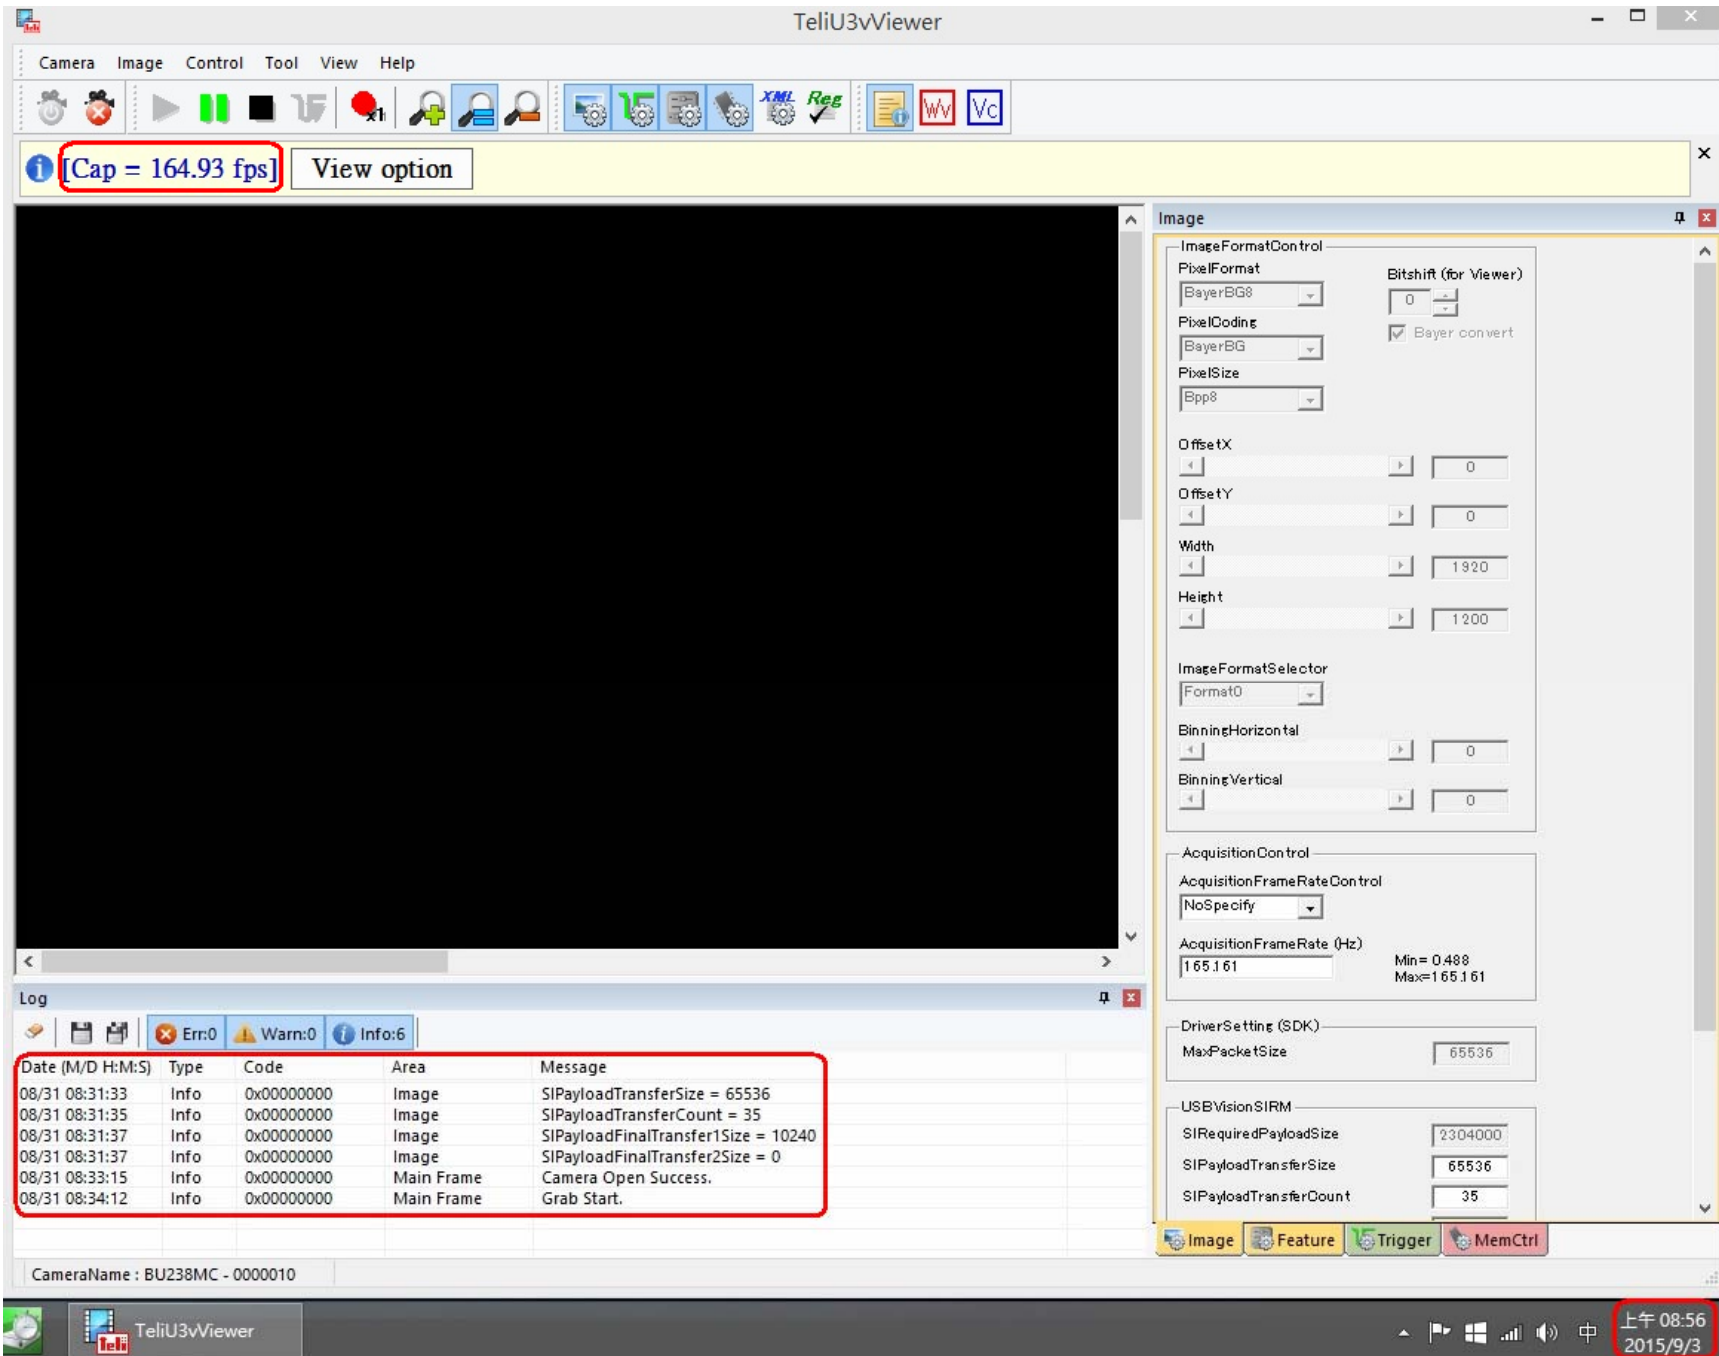 TeliU3vViewer
Camera Image Control Tool View Help
x1 XML Reg Wv Vc
[Cap = 164.93 fps] View option
Image
ImageFormatControl
PixelFormat
Bitshift (for Viewer)
BayerBG8
0
PixelCoding
Bayer convert
BayerBG
PixelSize
Bpp8
OffsetX
0
OffsetY
0
Width
1920
Height
1200
ImageFormatSelector
Format0
BinningHorizontal
0
BinningVertical
0
AcquisitionControl
AcquisitionFrameRateControl
NoSpecify
AcquisitionFrameRate (Hz)
165.161
Min= 0.488
Max=165.161
DriverSetting (SDK)
MaxPacketSize 65536
USBVisionSIRM
SIRequiredPayloadSize 2304000
SIPayloadTransferSize 65536
SIPayloadTransferCount 35
Image Feature Trigger MemCtrl
Log
Err:0 Warn:0 Info:6
Date (M/D H:M:S) Type Code Area Message
08/31 08:31:33 Info 0x00000000 Image SIPayloadTransferSize = 65536
08/31 08:31:35 Info 0x00000000 Image SIPayloadTransferCount = 35
08/31 08:31:37 Info 0x00000000 Image SIPayloadFinalTransfer1Size = 10240
08/31 08:31:37 Info 0x00000000 Image SIPayloadFinalTransfer2Size = 0
08/31 08:33:15 Info 0x00000000 Main Frame Camera Open Success.
08/31 08:34:12 Info 0x00000000 Main Frame Grab Start.
CameraName : BU238MC - 0000010
Teli TeliU3vViewer
中
上午 08:56
2015/9/3